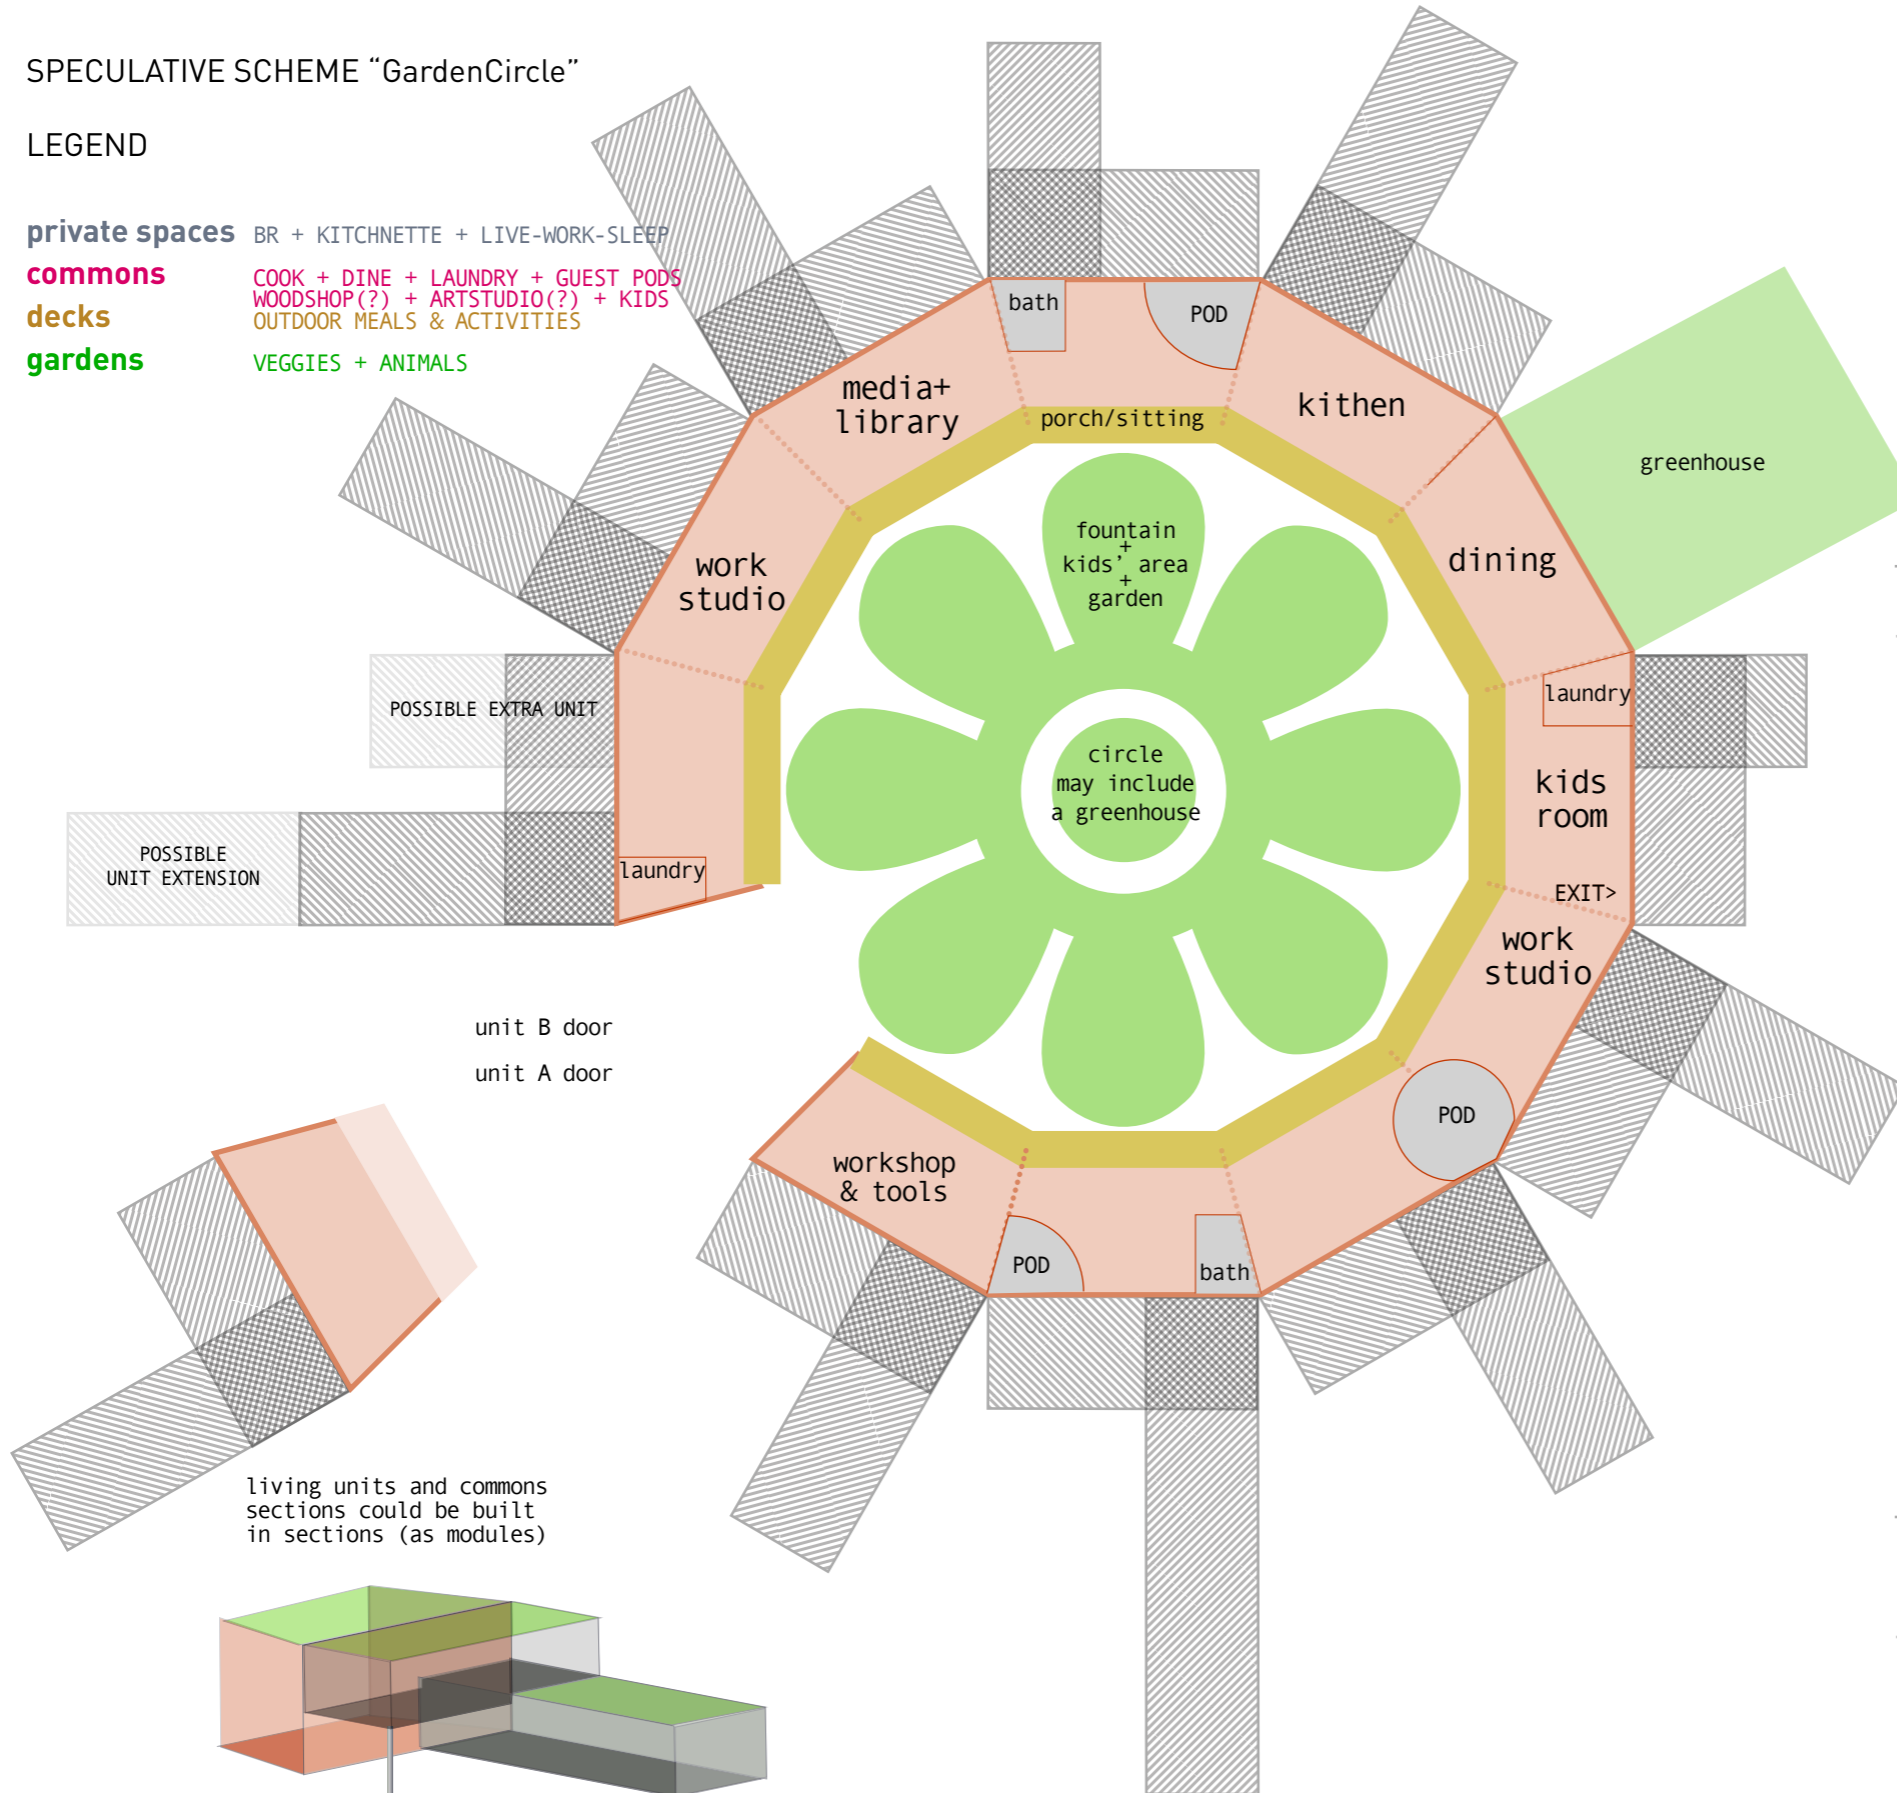 SPECULATIVE SCHEME “GardenCircle”
LEGEND
private spaces BR + KITCHNETTE + LIVE-WORK-SLEEP
commons COOK + DINE + LAUNDRY + GUEST PODS
WOODSHOP(?) + ARTSTUDIO(?) + KIDS
decks OUTDOOR MEALS & ACTIVITIES
gardens VEGGIES + ANIMALS
bath
POD
media+
library
porch/sitting
kithen
greenhouse
dining
work
studio
fountain
+
kids’ area
+
garden
laundry
POSSIBLE EXTRA UNIT
circle
may include
a greenhouse
kids
room
EXIT>
POSSIBLE
UNIT EXTENSION
laundry
work
studio
unit B door
unit A door
POD
workshop
& tools
POD
bath
living units and commons
sections could be built
in sections (as modules)